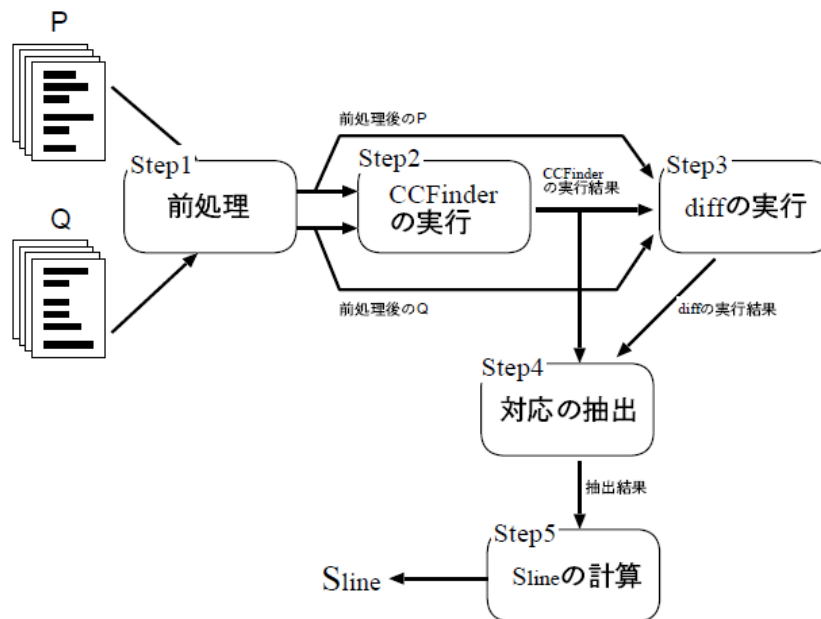 P
前処理後のP
Step1
前処理
Step2
CCFinder
の実行
CCFinder
の実行結果
Step3
diffの実行
Q
前処理後のQ
diffの実行結果
Step4
対応の抽出
抽出結果
Step5
Slineの計算
Sline